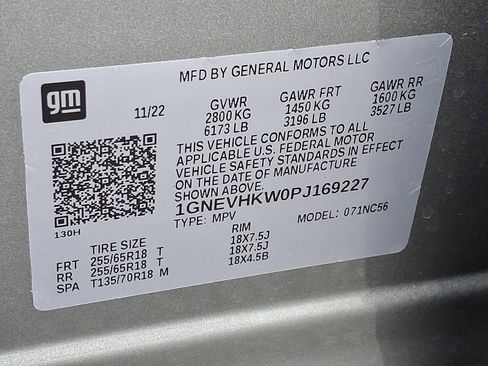 MFD BY GENERAL MOTORS LLC
gm
11/22 GVWR GAWR FRT GAWR RR
2800 KG 1450 KG 1600 KG
6173 LB 3196 LB 3527 LB
THIS VEHICLE CONFORMS TO ALL
APPLICABLE U.S. FEDERAL MOTOR
VEHICLE SAFETY STANDARDS IN EFFECT
ON THE DATE OF MANUFACTURE
SHOWN ABOVE.
1GNEVHKW0PJ169227
130H TYPE: MPV MODEL: 071NC56
TIRE SIZE RIM
FRT 255/65R18 T 18X7.5J
RR 255/65R18 T 18X7.5J
SPA T135/70R18 M 18X4.5B